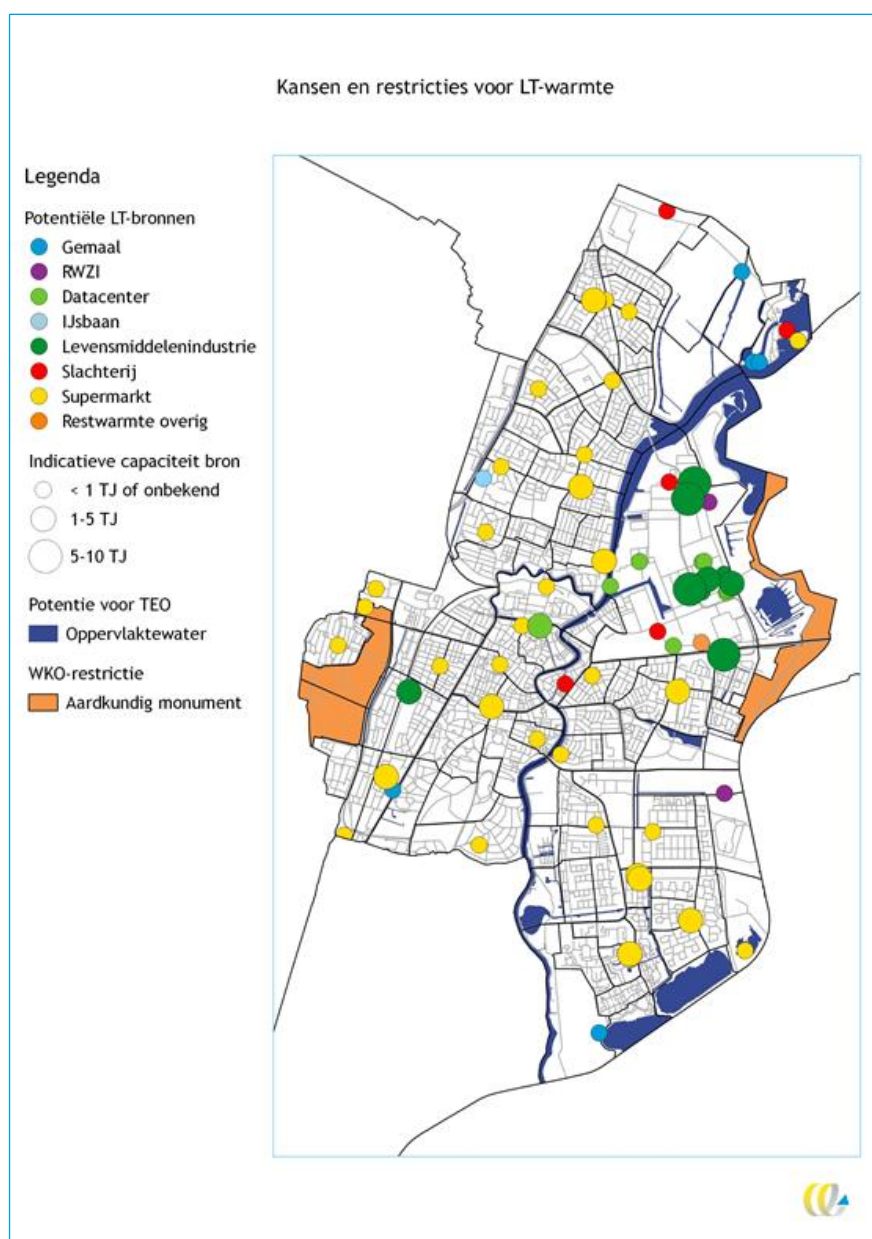 Kansen en restricties voor LT-warmte
Legenda
Potentiële LT-bronnen
Gemaal
RWZI
Datacenter
IJsbaan
Levensmiddelenindustrie
Slachterij
Supermarkt
Restwarmte overig
Indicatieve capaciteit bron
< 1 TJ of onbekend
1-5 TJ
5-10 TJ
Potentie voor TEO
Oppervlaktewater
WKO-restrictie
Aardkundig monument